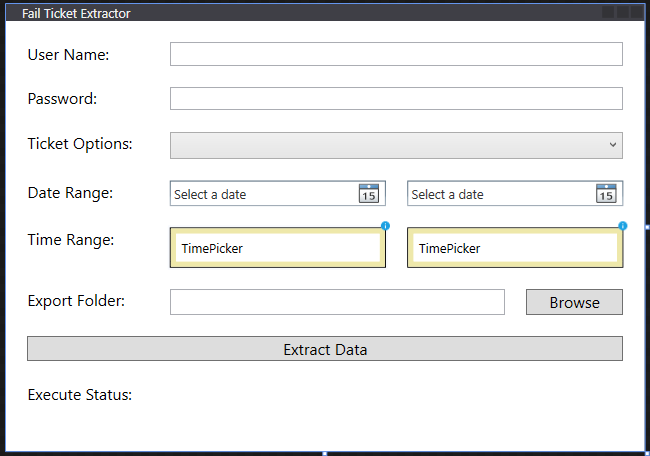 Fail Ticket Extractor
User Name:
Password:
Ticket Options:
Date Range: Select a date 15 Select a date 15
Time Range: TimePicker TimePicker
Export Folder: Browse
Extract Data
Execute Status: